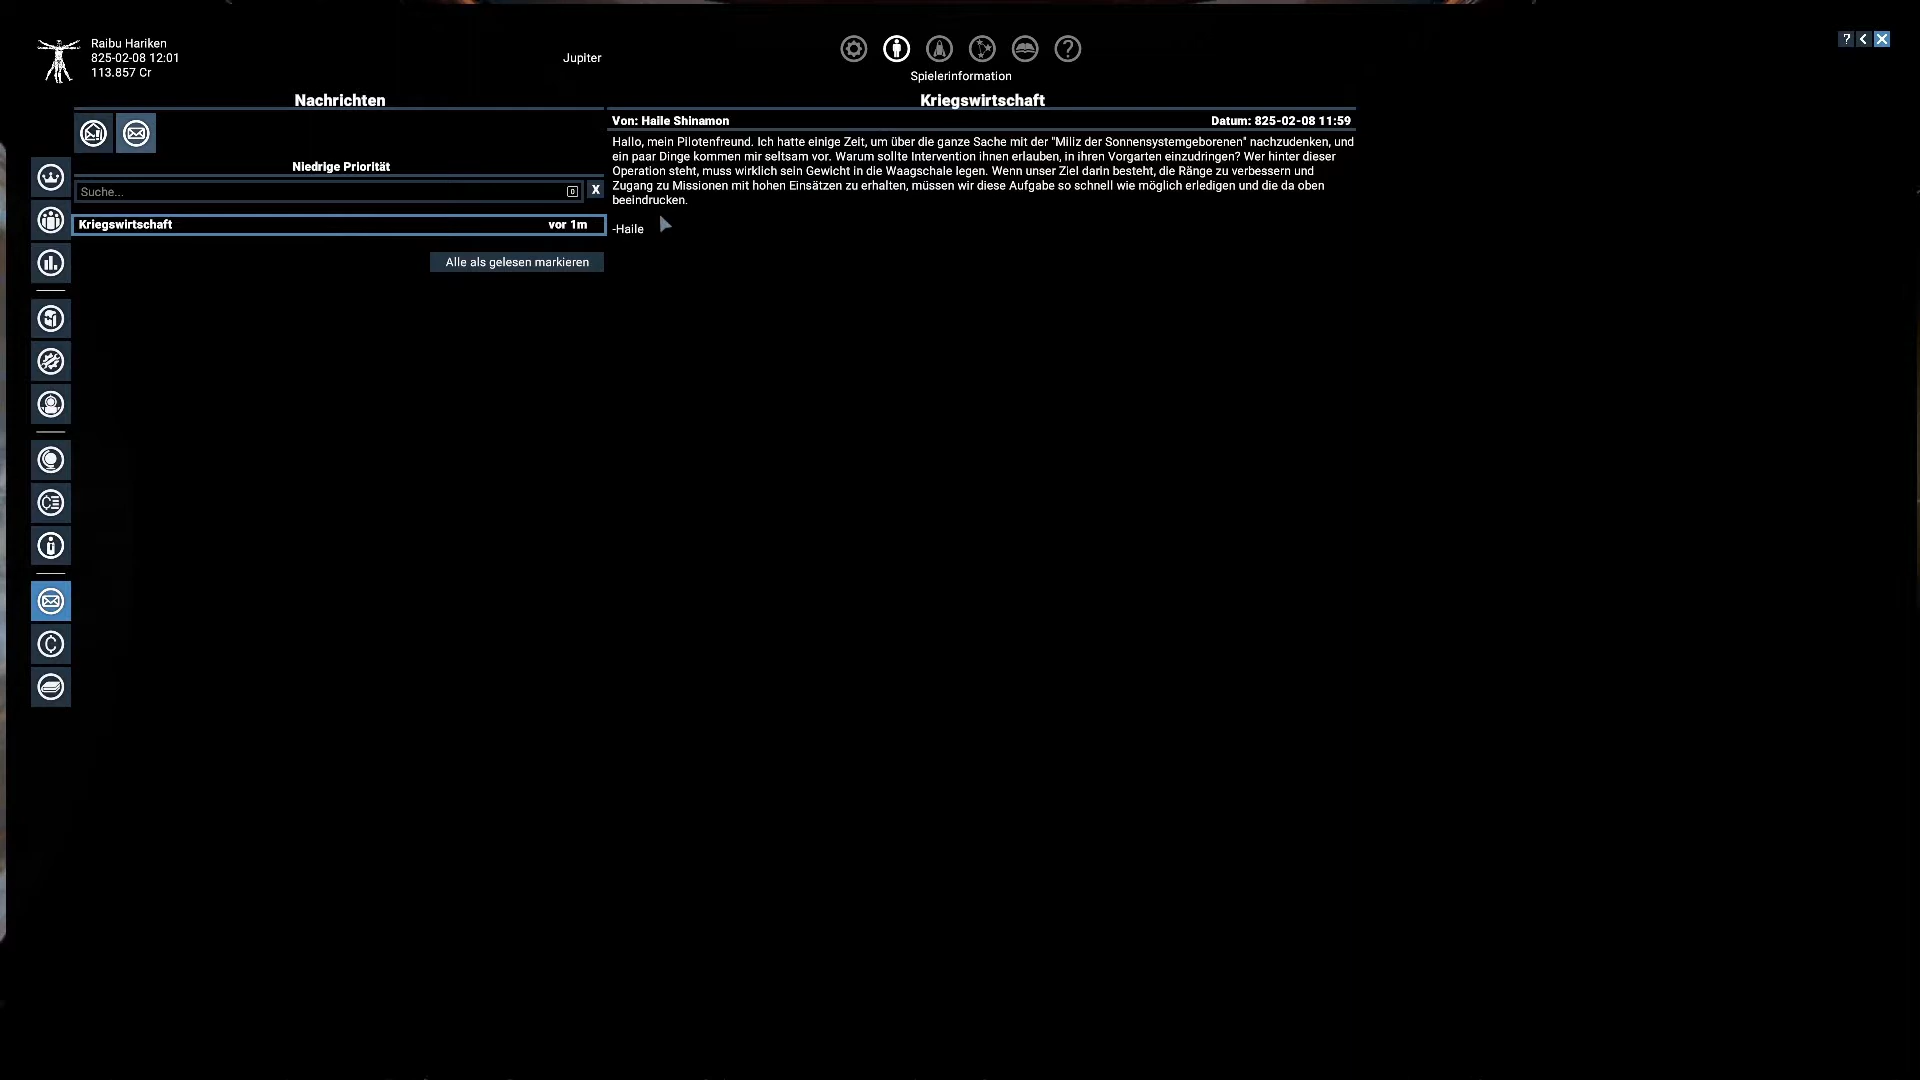 Raibu Hariken
825-02-08 12:01
113.857 Cr
Jupiter
Spielerinformation
?
Nachrichten
Niedrige Priorität
Suche...
X
Kriegswirtschaft vor 1m
Alle als gelesen markieren
Kriegswirtschaft
Von: Haile Shinamon Datum: 825-02-08 11:59
Hallo, mein Pilotenfreund. Ich hatte einige Zeit, um über die ganze Sache mit der "Miliz der Sonnensystemgeborenen" nachzudenken, und
ein paar Dinge kommen mir seltsam vor. Warum sollte Intervention ihnen erlauben, in ihren Vorgarten einzudringen? Wer hinter dieser
Operation steht, muss wirklich sein Gewicht in die Waagschale legen. Wenn unser Ziel darin besteht, die Ränge zu verbessern und
Zugang zu Missionen mit hohen Einsätzen zu erhalten, müssen wir diese Aufgabe so schnell wie möglich erledigen und die da oben
beeindrucken.
-Haile